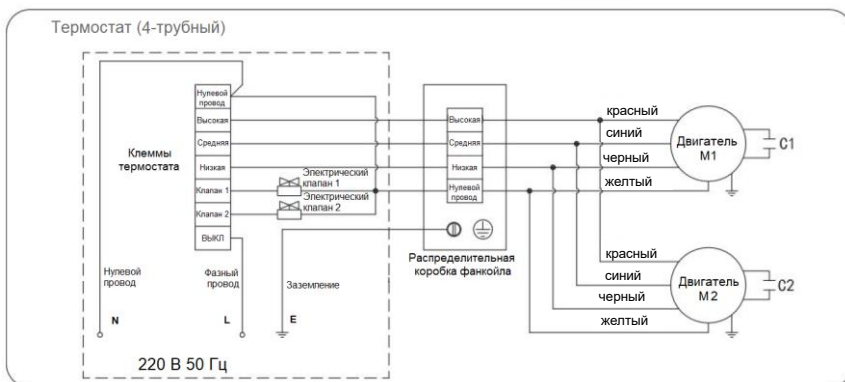 Термостат (4-трубный)
Клеммы
термостата
Нулевой
провод
Высокая
Средняя
Низкая
Клапан 1
Клапан 2
ВЫКЛ
Электрический
клапан 1
Электрический
клапан 2
Нулевой
провод
Фазный
провод
Заземление
N
L
E
220 В 50 Гц
Высокая
Средняя
Низкая
Нулевой
провод
Распределительная
коробка фанкойла
красный
синий
черный
желтый
Двигатель
М1
C1
красный
синий
черный
желтый
Двигатель
М2
C2